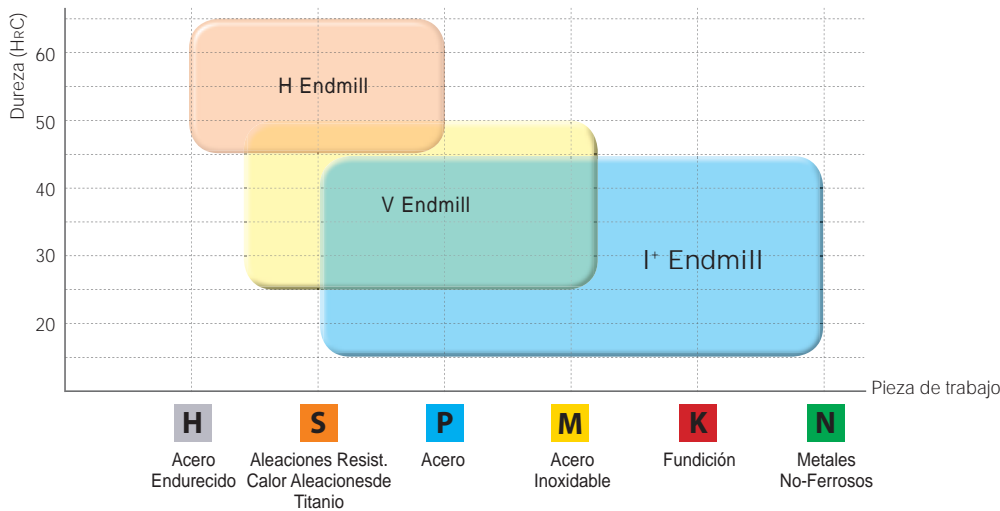 Dureza (HRC)
60
50
40
30
20
H Endmill
V Endmill
I+ Endmill
Pieza de trabajo
H
S
P
M
K
N
Acero
Endurecido
Aleaciones Resist.
Calor Aleacionesde
Titanio
Acero
Acero
Inoxidable
Fundición
Metales
No-Ferrosos